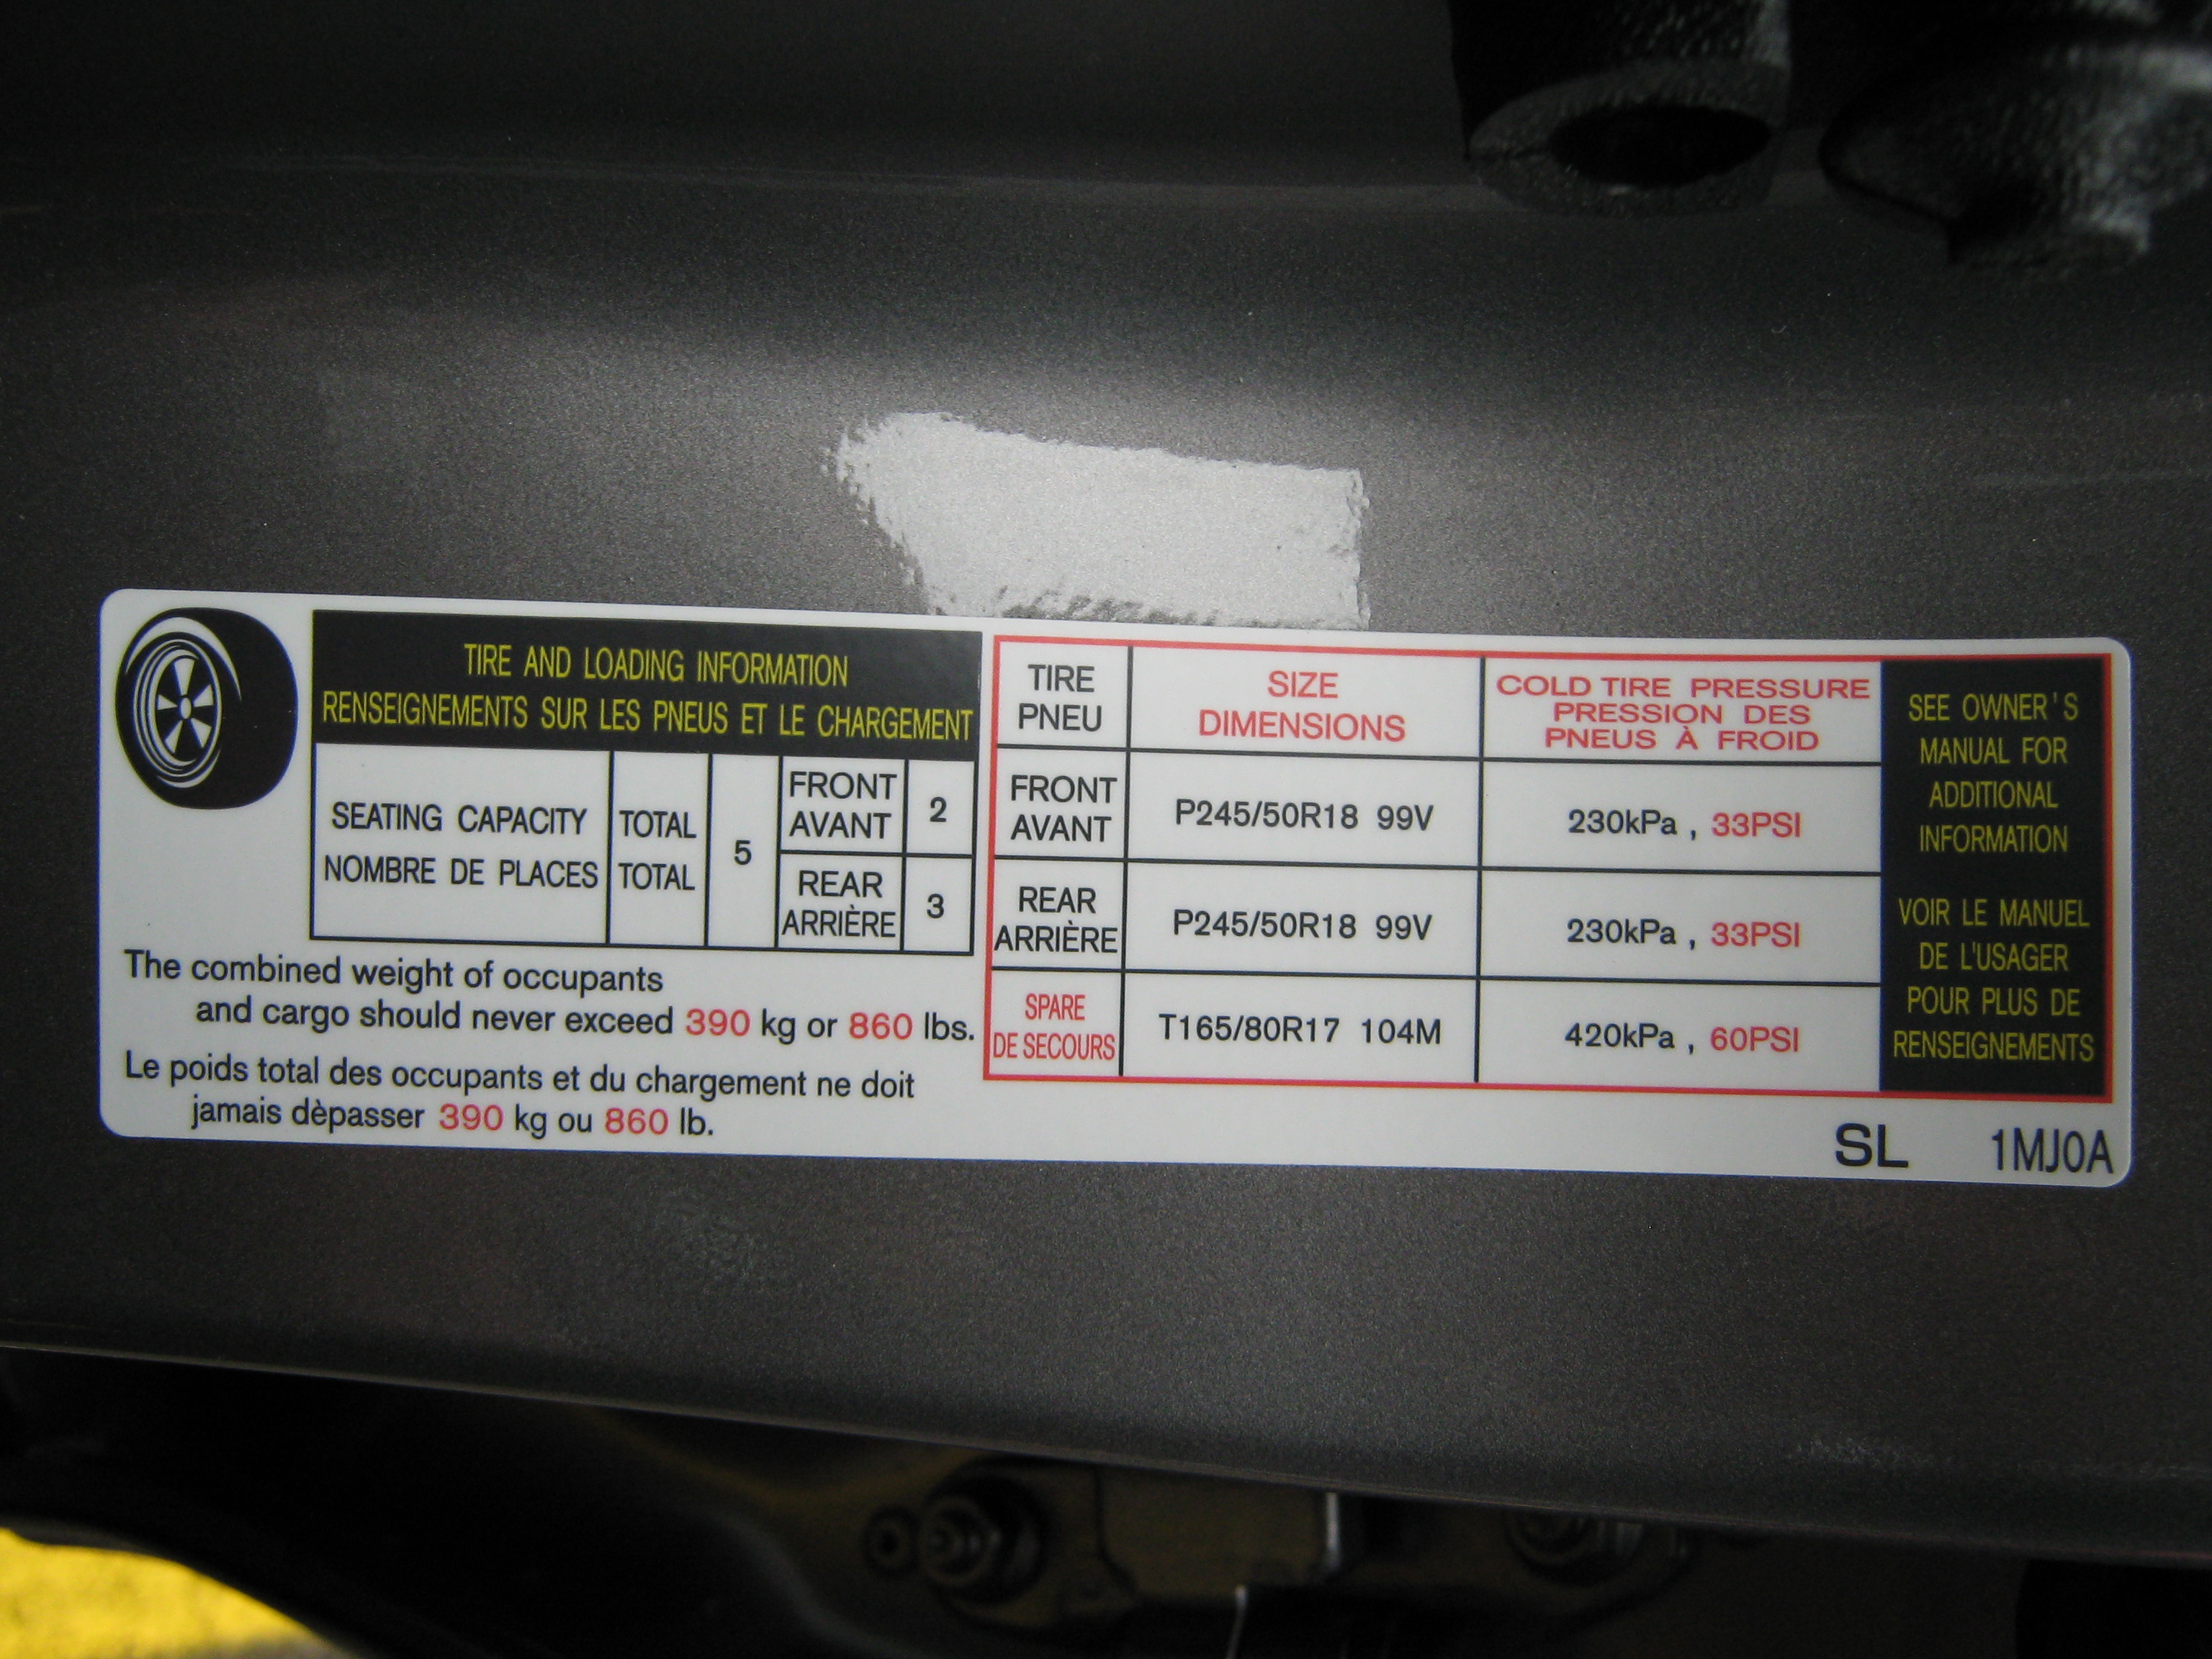 TIRE AND LOADING INFORMATION
RENSEIGNEMENTS SUR LES PNEUS ET LE CHARGEMENT
SEATING CAPACITY
NOMBRE DE PLACES
TOTAL
TOTAL
5
FRONT
AVANT
2
REAR
ARRIÈRE
3
The combined weight of occupants
and cargo should never exceed 390 kg or 860 lbs.
Le poids total des occupants et du chargement ne doit
jamais dèpasser 390 kg ou 860 lb.
TIRE
PNEU
SIZE
DIMENSIONS
COLD TIRE PRESSURE
PRESSION DES
PNEUS À FROID
FRONT
AVANT
P245/50R18 99V
230kPa , 33PSI
REAR
ARRIÈRE
P245/50R18 99V
230kPa , 33PSI
SPARE
DE SECOURS
T165/80R17 104M
420kPa , 60PSI
SEE OWNER'S
MANUAL FOR
ADDITIONAL
INFORMATION
VOIR LE MANUEL
DE L'USAGER
POUR PLUS DE
RENSEIGNEMENTS
SL 1MJ0A